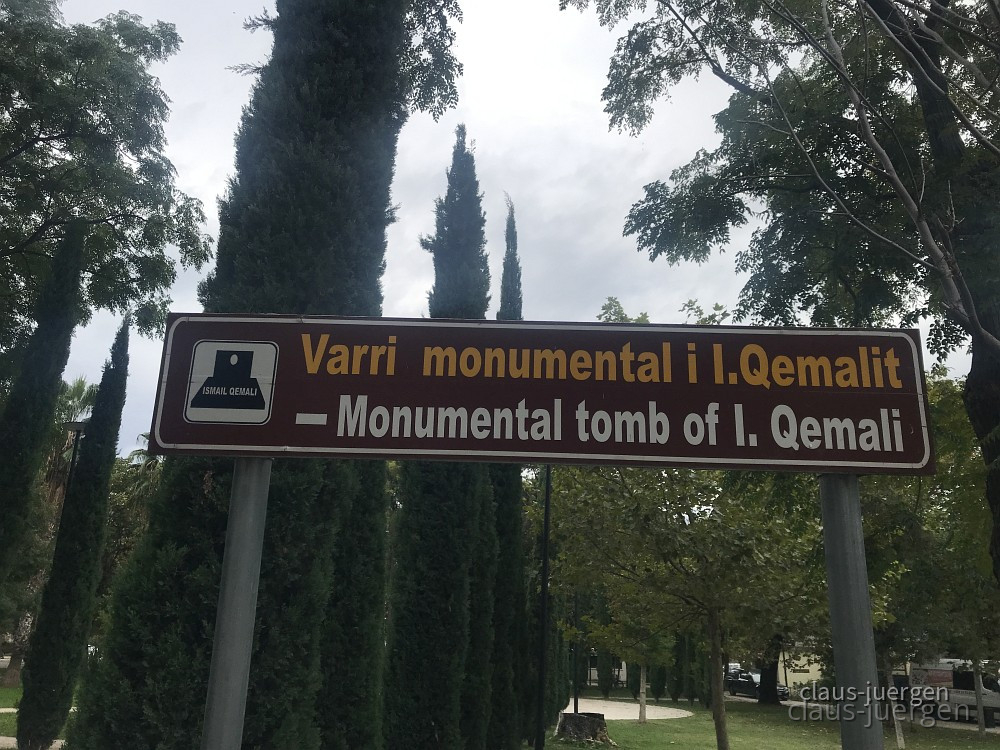 ISMAIL QEMALI
Varri monumental i I.Qemalit
– Monumental tomb of I. Qemali
claus-juergen
claus-juergen